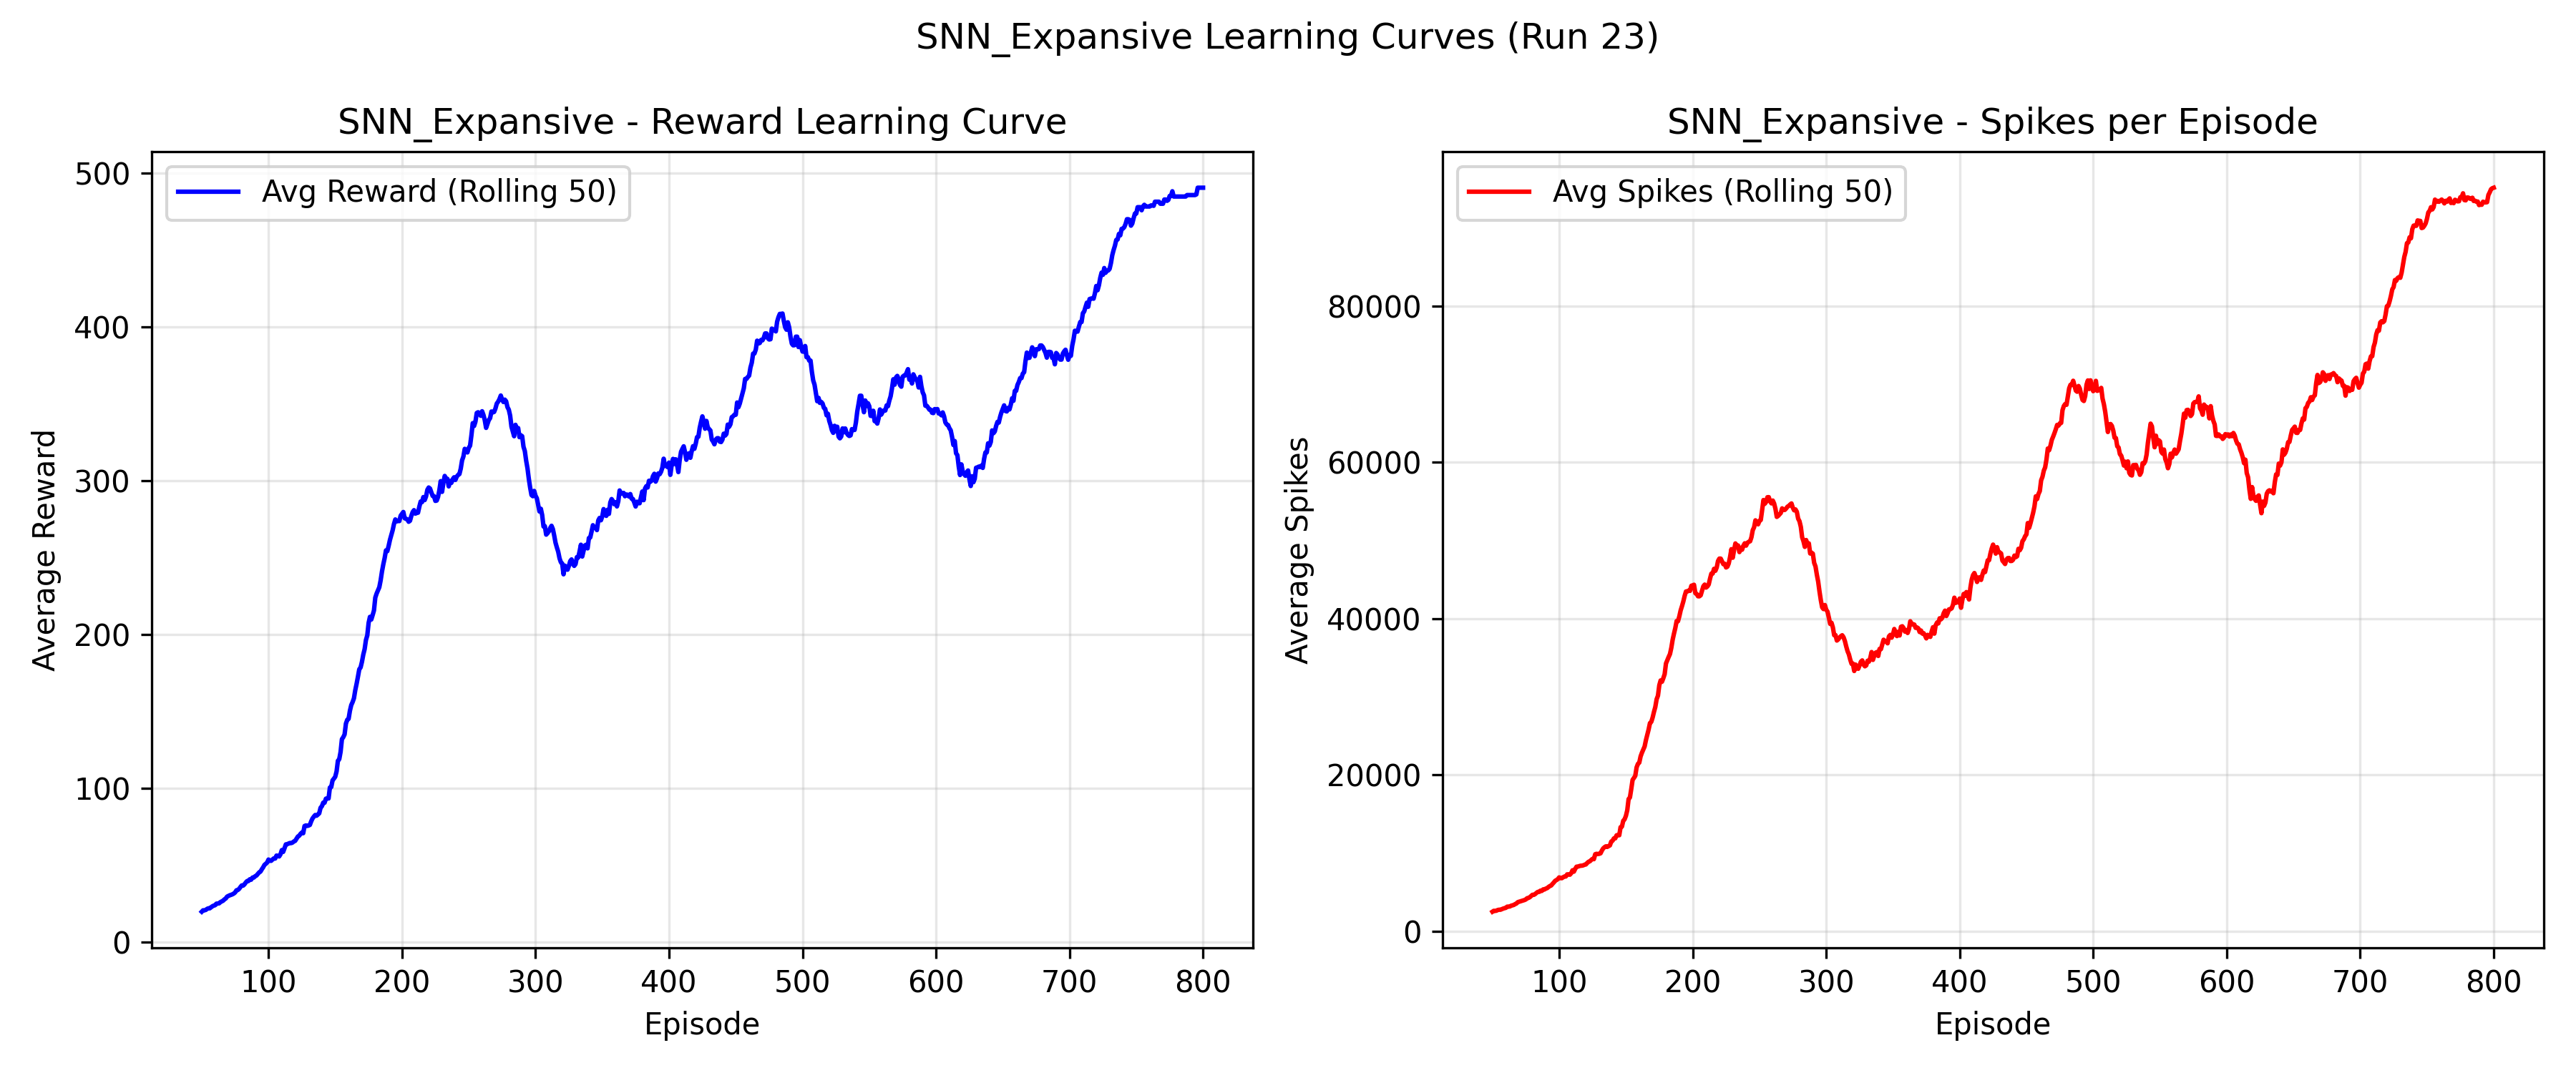 SNN_Expansive Learning Curves (Run 23)
SNN_Expansive - Reward Learning Curve
Avg Reward (Rolling 50)
Average Reward
500
400
300
200
100
0
100 200 300 400 500 600 700 800
Episode
SNN_Expansive - Spikes per Episode
Avg Spikes (Rolling 50)
Average Spikes
80000
60000
40000
20000
0
100 200 300 400 500 600 700 800
Episode